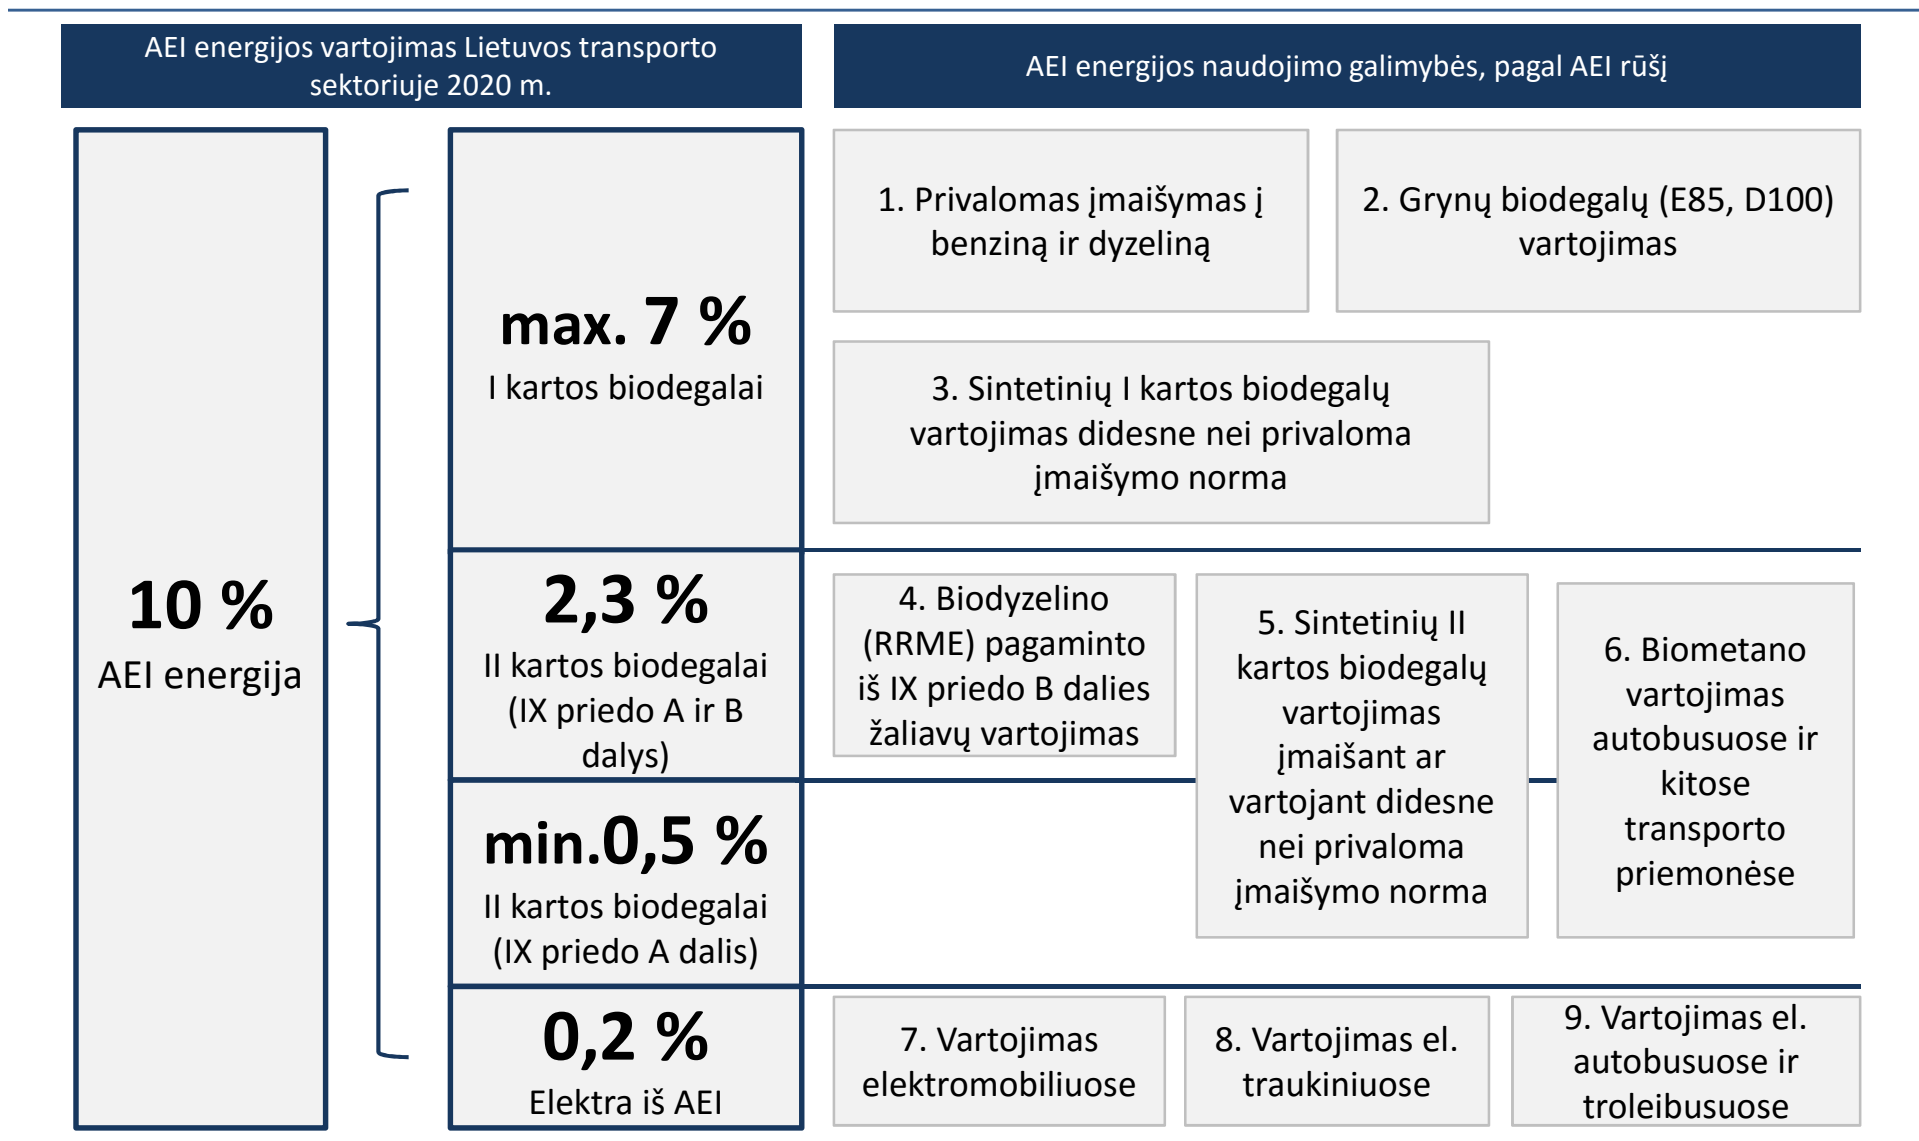 AEI energijos vartojimas Lietuvos transporto
sektoriuje 2020 m.
AEI energijos naudojimo galimybės, pagal AEI rūšį
10 %
AEI energija
max. 7 %
I kartos biodegalai
1. Privalomas įmaišymas į
benziną ir dyzeliną
2. Grynų biodegalų (E85, D100)
vartojimas
3. Sintetinių I kartos biodegalų
vartojimas didesne nei privaloma
įmaišymo norma
2,3 %
II kartos biodegalai
(IX priedo A ir B
dalys)
4. Biodyzelino
(RRME) pagaminto
iš IX priedo B dalies
žaliavų vartojimas
5. Sintetinių II
kartos biodegalų
vartojimas
įmaišant ar
vartojant didesne
nei privaloma
įmaišymo norma
6. Biometano
vartojimas
autobusuose ir
kitose
transporto
priemonėse
min.0,5 %
II kartos biodegalai
(IX priedo A dalis)
0,2 %
Elektra iš AEI
7. Vartojimas
elektromobiliuose
8. Vartojimas el.
traukiniuose
9. Vartojimas el.
autobusuose ir
troleibusuose